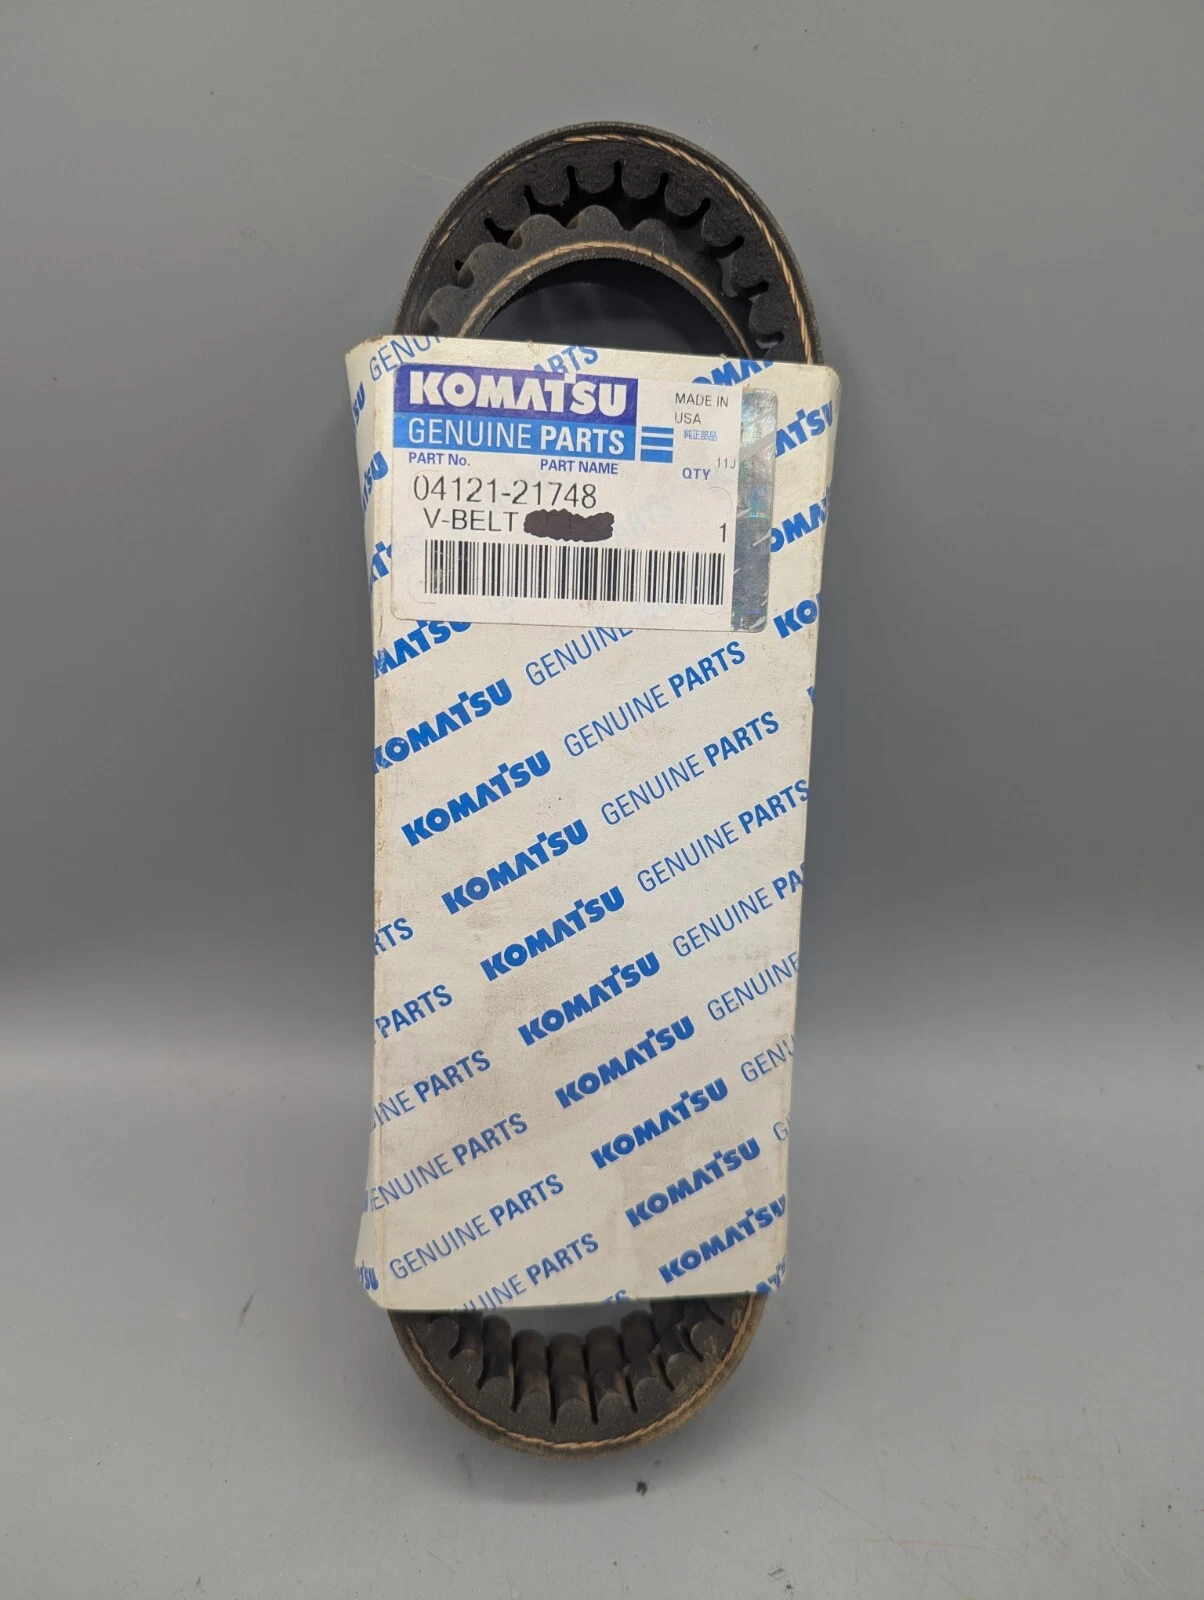 KOMATSU
GENUINE PARTS
MADE IN
USA
純正部品
PART No. PART NAME QTY 11J
04121-21748
V-BELT 1
GENUINE
KOMATSU GENUINE PARTS
KOMATSU GENUINE PARTS
KOMATSU GENUINE PARTS
KOMATSU GENUINE PARTS
KOMATSU GENUINE
PARTS KOMATSU GENUINE
GENUINE PARTS KOMATSU
GENUINE PARTS KOMATSU
GENUINE PARTS KOMATSU